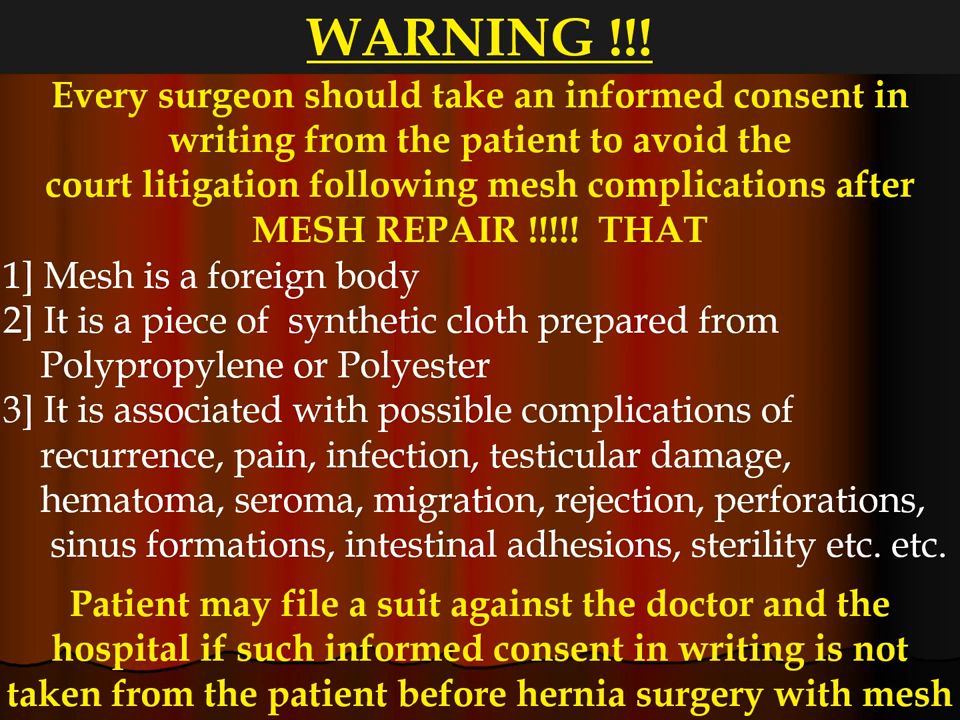 WARNING !!!
Every surgeon should take an informed consent in
writing from the patient to avoid the
court litigation following mesh complications after
MESH REPAIR !!!!!  THAT
1] Mesh is a foreign body
2] It is a piece of  synthetic cloth prepared from
Polypropylene or Polyester
3] It is associated with possible complications of
recurrence, pain, infection, testicular damage,
hematoma, seroma, migration, rejection, perforations,
sinus formations, intestinal adhesions, sterility etc. etc.
Patient may file a suit against the doctor and the
hospital if such informed consent in writing is not
taken from the patient before hernia surgery with mesh